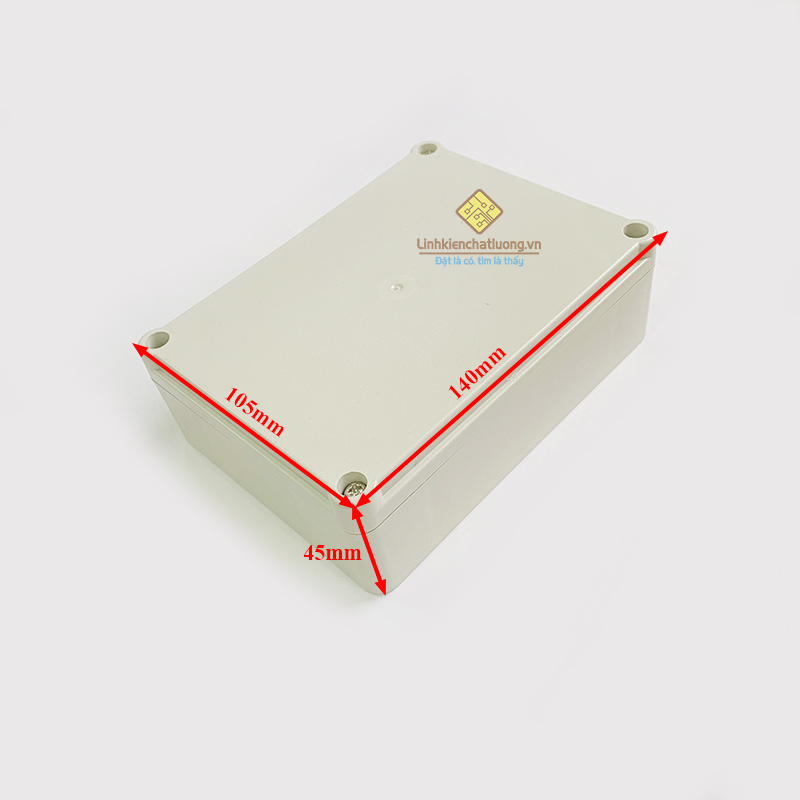 Linhkienchatluong.vn
Đặt là có, tìm là thấy
140mm
105mm
45mm